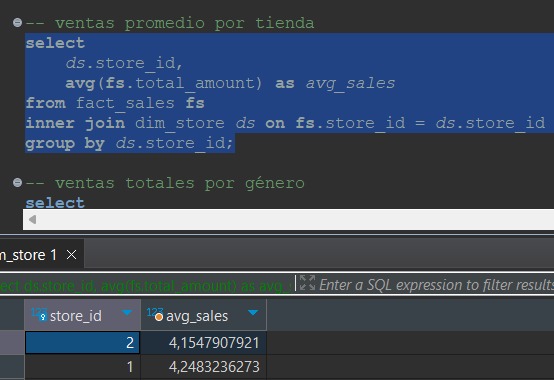 -- ventas promedio por tienda
select
ds.store_id,
avg(fs.total_amount) as avg_sales
from fact_sales fs
inner join dim_store ds on fs.store_id = ds.store_id
group by ds.store_id;
-- ventas totales por género
select
m_store 1
ect ds.store_id, avg(fs.total_amount) as avg_
Enter a SQL expression to filter results
store_id
123 avg_sales
2 4,1547907921
1 4,2483236273